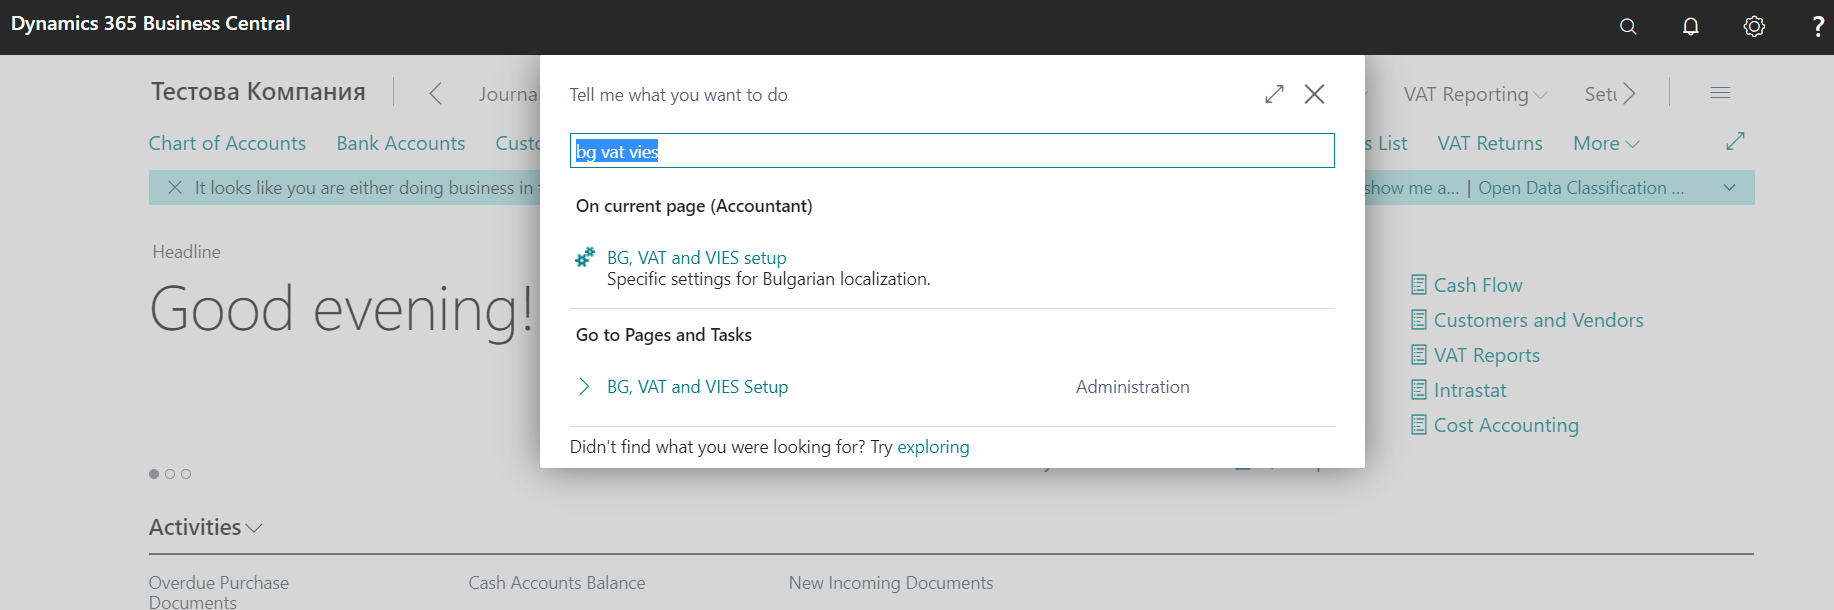 Dynamics 365 Business Central
?
Тестова Компания
Journal
VAT Reporting
Setu
Tell me what you want to do
Chart of Accounts
Bank Accounts
Custo
s List
VAT Returns
More
bg vat vies
It looks like you are either doing business in
show me a... | Open Data Classification ...
On current page (Accountant)
BG, VAT and VIES setup
Specific settings for Bulgarian localization.
Headline
Good evening!
Go to Pages and Tasks
BG, VAT and VIES Setup
Administration
Didn't find what you were looking for? Try exploring
Cash Flow
Customers and Vendors
VAT Reports
Intrastat
Cost Accounting
Activities
Overdue Purchase
Documents
Cash Accounts Balance
New Incoming Documents